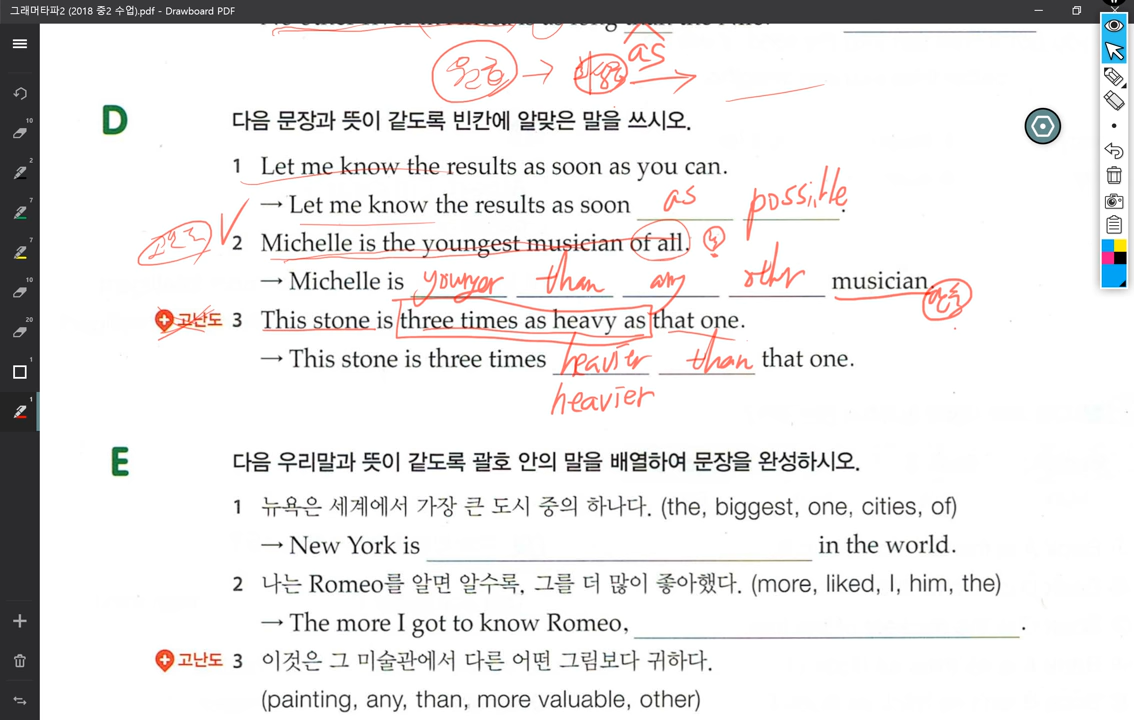 그래머타파2 (2018 중2 수업).pdf - Drawboard PDF
as
D 다음 문장과 뜻이 같도록 빈칸에 알맞은 말을 쓰시오.
1 Let me know the results as soon as you can.
→ Let me know the results as soon as possible.
2 Michelle is the youngest musician of all.
→ Michelle is younger than any other musician.
고난도 3 This stone is three times as heavy as that one.
→ This stone is three times heavier than that one.
heavier
E 다음 우리말과 뜻이 같도록 괄호 안의 말을 배열하여 문장을 완성하시오.
1 뉴욕은 세계에서 가장 큰 도시 중의 하나다. (the, biggest, one, cities, of)
→ New York is in the world.
2 나는 Romeo를 알면 알수록, 그를 더 많이 좋아했다. (more, liked, I, him, the)
→ The more I got to know Romeo, .
고난도 3 이것은 그 미술관에서 다른 어떤 그림보다 귀하다.
(painting, any, than, more valuable, other)
10
2
7
7
10
20
1
1